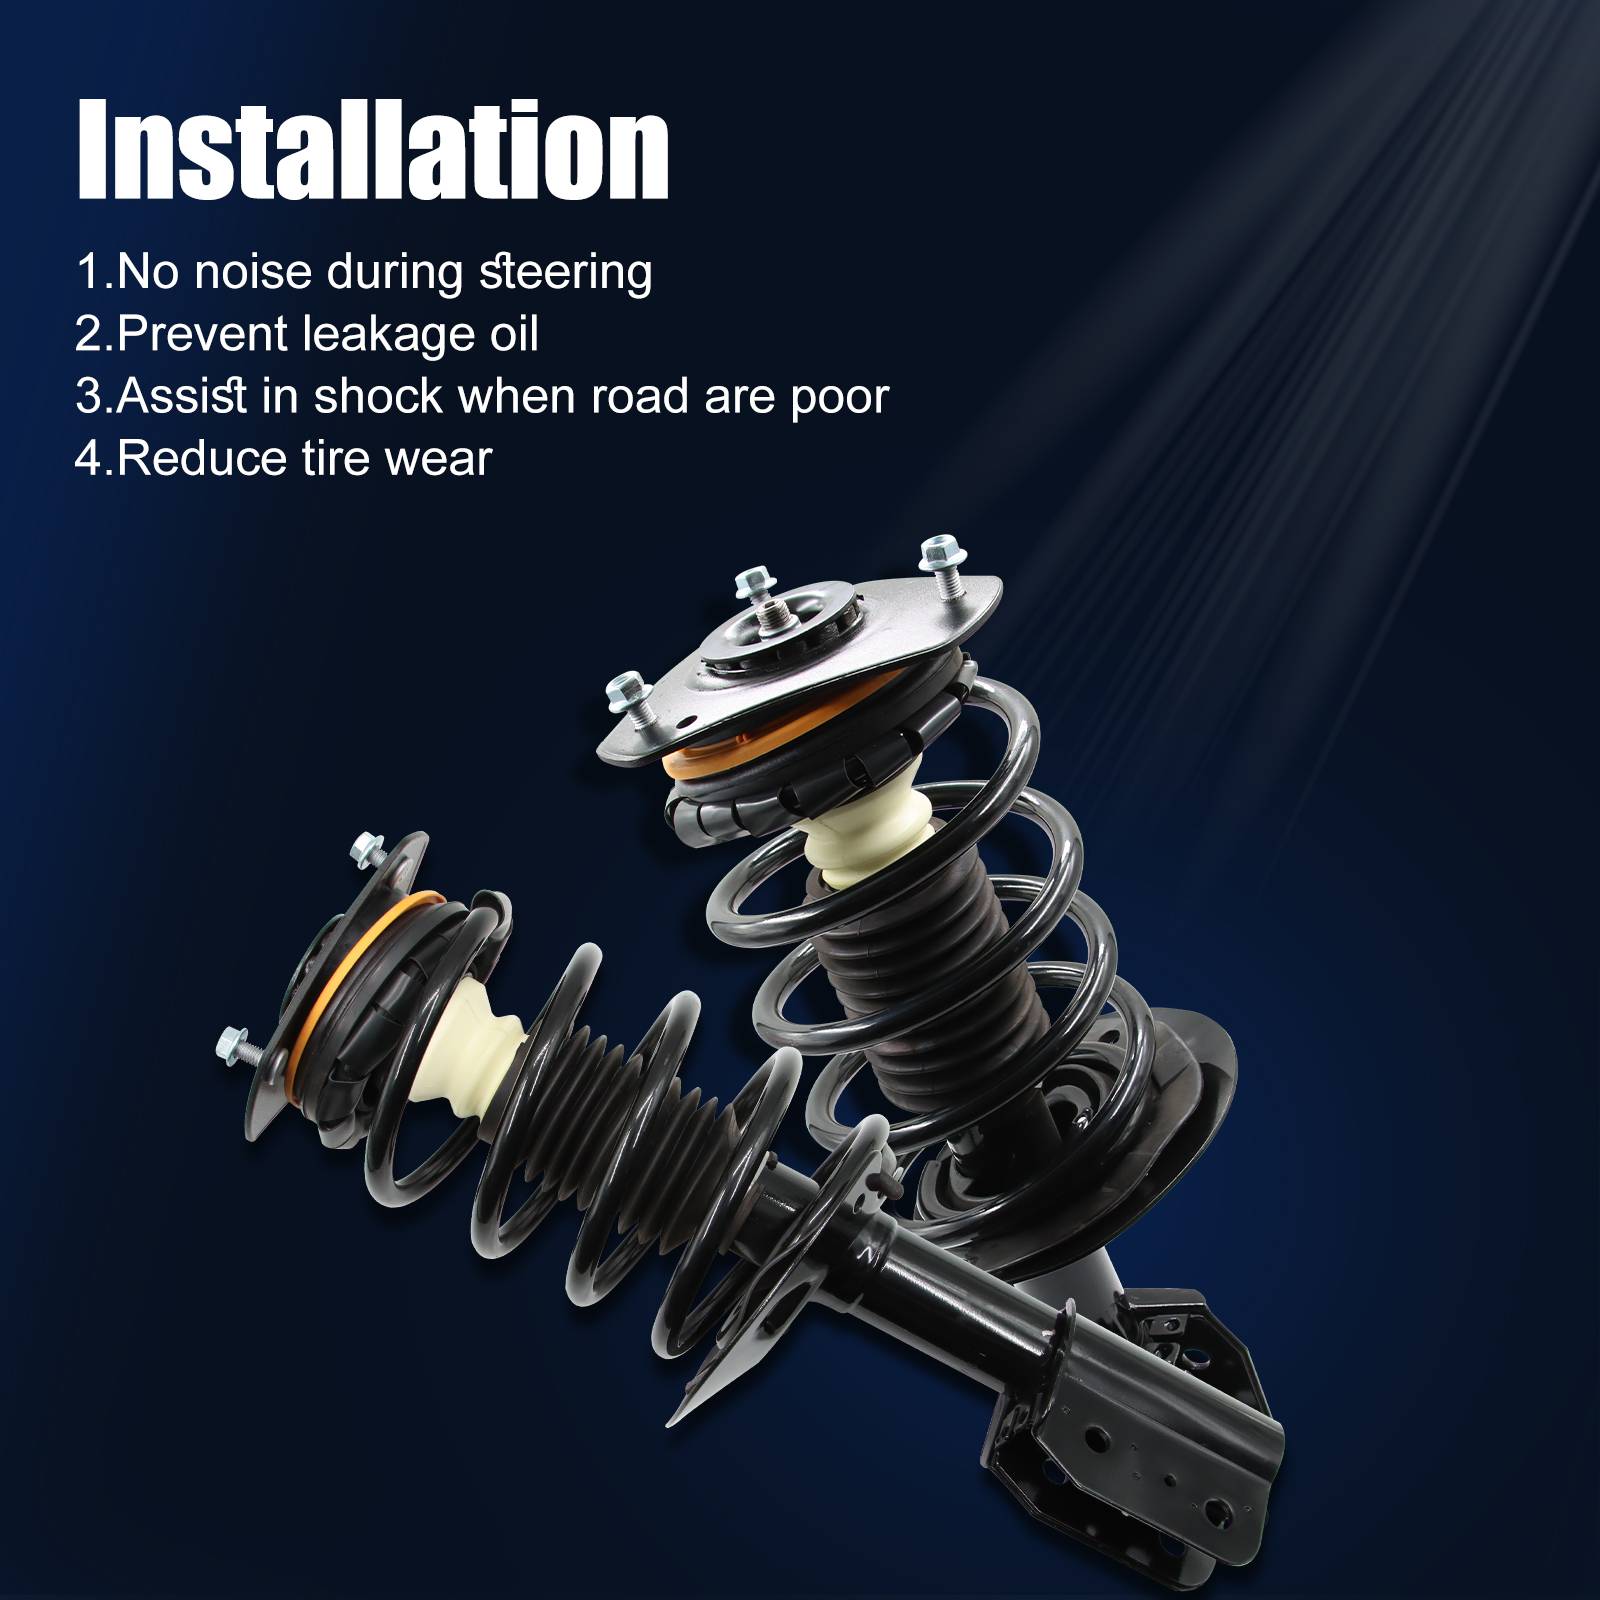 Installation
1.No noise during steering
2.Prevent leakage oil
3.Assist in shock when road are poor
4.Reduce tire wear